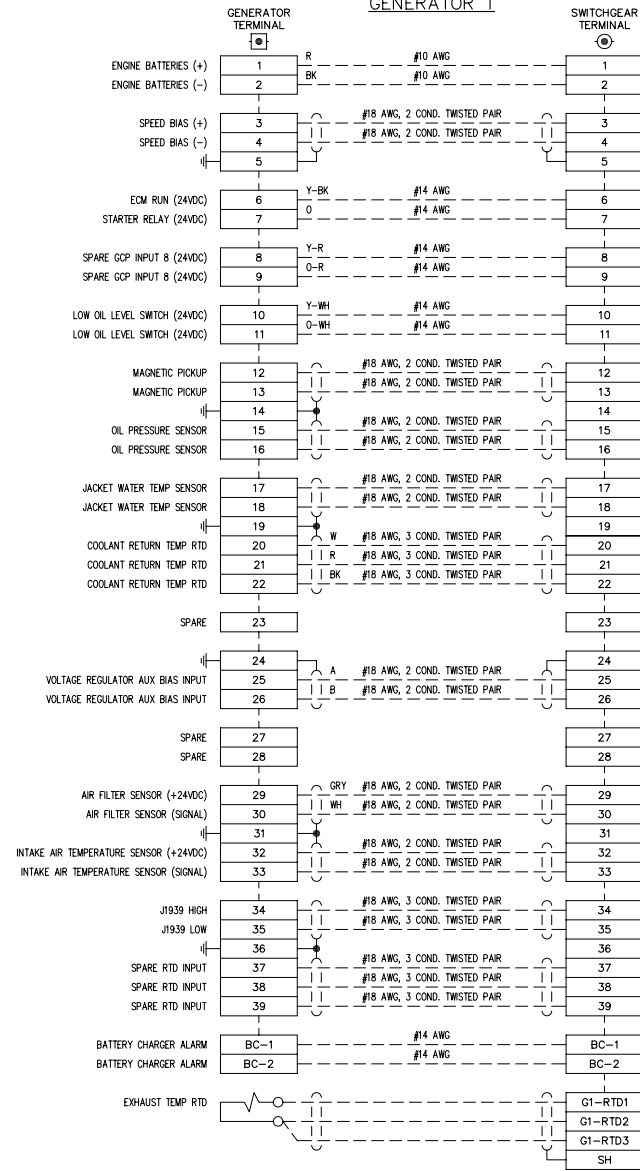 GENERATOR 1
GENERATOR TERMINAL
SWITCHGEAR TERMINAL
ENGINE BATTERIES (+) 1 R #10 AWG 1
ENGINE BATTERIES (-) 2 BK #10 AWG 2
SPEED BIAS (+) 3 #18 AWG, 2 COND. TWISTED PAIR 3
SPEED BIAS (-) 4 #18 AWG, 2 COND. TWISTED PAIR 4
5 5
ECM RUN (24VDC) 6 Y-BK #14 AWG 6
STARTER RELAY (24VDC) 7 O #14 AWG 7
SPARE GCP INPUT 8 (24VDC) 8 Y-R #14 AWG 8
SPARE GCP INPUT 8 (24VDC) 9 O-R #14 AWG 9
LOW OIL LEVEL SWITCH (24VDC) 10 Y-WH #14 AWG 10
LOW OIL LEVEL SWITCH (24VDC) 11 O-WH #14 AWG 11
MAGNETIC PICKUP 12 #18 AWG, 2 COND. TWISTED PAIR 12
MAGNETIC PICKUP 13 #18 AWG, 2 COND. TWISTED PAIR 13
14 14
OIL PRESSURE SENSOR 15 #18 AWG, 2 COND. TWISTED PAIR 15
OIL PRESSURE SENSOR 16 #18 AWG, 2 COND. TWISTED PAIR 16
JACKET WATER TEMP SENSOR 17 #18 AWG, 2 COND. TWISTED PAIR 17
JACKET WATER TEMP SENSOR 18 #18 AWG, 2 COND. TWISTED PAIR 18
19 19
COOLANT RETURN TEMP RTD 20 W #18 AWG, 3 COND. TWISTED PAIR 20
COOLANT RETURN TEMP RTD 21 R #18 AWG, 3 COND. TWISTED PAIR 21
COOLANT RETURN TEMP RTD 22 BK #18 AWG, 3 COND. TWISTED PAIR 22
SPARE 23 23
24 24
VOLTAGE REGULATOR AUX BIAS INPUT 25 A #18 AWG, 2 COND. TWISTED PAIR 25
VOLTAGE REGULATOR AUX BIAS INPUT 26 B #18 AWG, 2 COND. TWISTED PAIR 26
SPARE 27 27
SPARE 28 28
AIR FILTER SENSOR (+24VDC) 29 GRY #18 AWG, 2 COND. TWISTED PAIR 29
AIR FILTER SENSOR (SIGNAL) 30 WH #18 AWG, 2 COND. TWISTED PAIR 30
31 31
INTAKE AIR TEMPERATURE SENSOR (+24VDC) 32 #18 AWG, 2 COND. TWISTED PAIR 32
INTAKE AIR TEMPERATURE SENSOR (SIGNAL) 33 #18 AWG, 2 COND. TWISTED PAIR 33
J1939 HIGH 34 #18 AWG, 3 COND. TWISTED PAIR 34
J1939 LOW 35 #18 AWG, 3 COND. TWISTED PAIR 35
36 36
SPARE RTD INPUT 37 #18 AWG, 3 COND. TWISTED PAIR 37
SPARE RTD INPUT 38 #18 AWG, 3 COND. TWISTED PAIR 38
SPARE RTD INPUT 39 #18 AWG, 3 COND. TWISTED PAIR 39
BATTERY CHARGER ALARM BC-1 #14 AWG BC-1
BATTERY CHARGER ALARM BC-2 #14 AWG BC-2
EXHAUST TEMP RTD G1-RTD1
G1-RTD2
G1-RTD3
SH